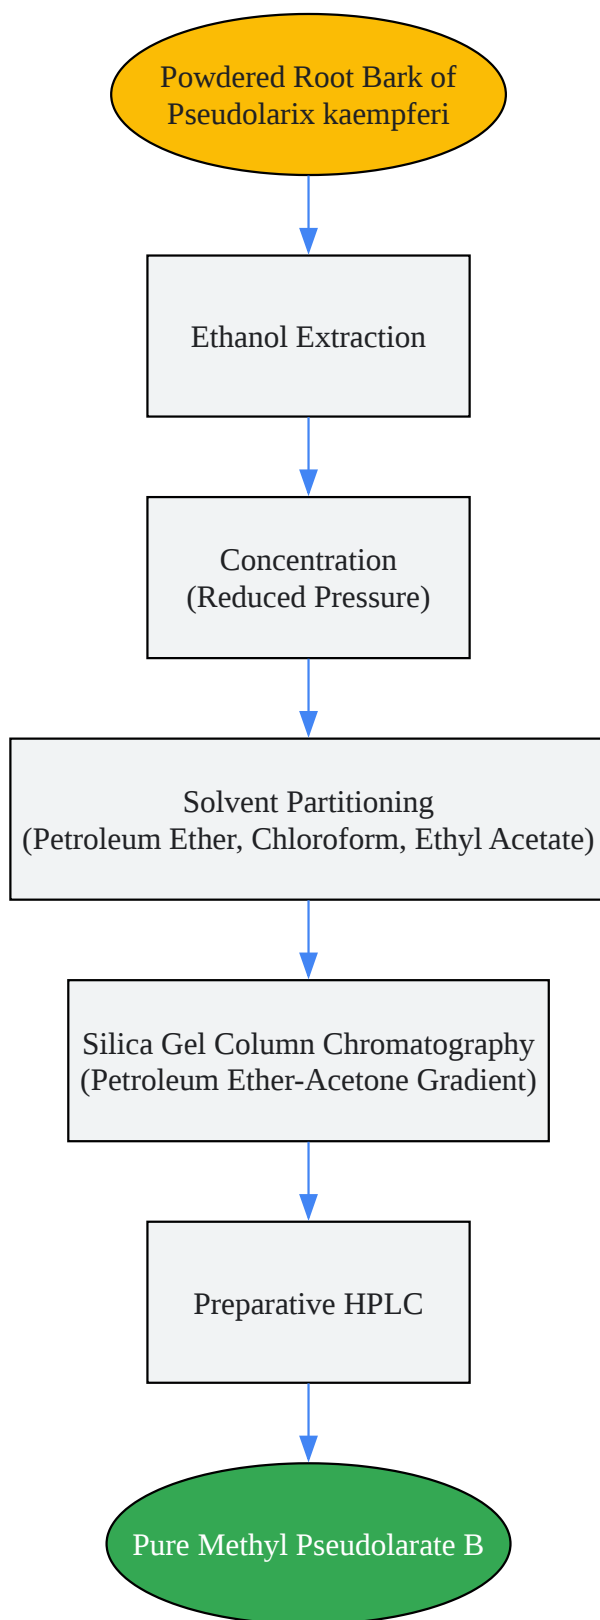 Powdered Root Bark of
Pseudolarix kaempferi
Ethanol Extraction
Concentration
(Reduced Pressure)
Solvent Partitioning
(Petroleum Ether, Chloroform, Ethyl Acetate)
Silica Gel Column Chromatography
(Petroleum Ether-Acetone Gradient)
Preparative HPLC
Pure Methyl Pseudolarate B